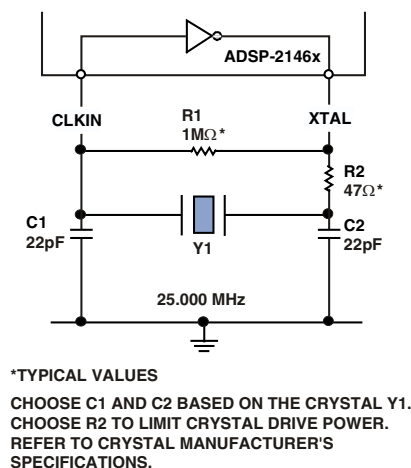 ADSP-2146x
CLKIN
R1
1MΩ*
XTAL
R2
47Ω*
C1
22pF
Y1
C2
22pF
25.000 MHz
*TYPICAL VALUES
CHOOSE C1 AND C2 BASED ON THE CRYSTAL Y1.
CHOOSE R2 TO LIMIT CRYSTAL DRIVE POWER.
REFER TO CRYSTAL MANUFACTURER'S
SPECIFICATIONS.